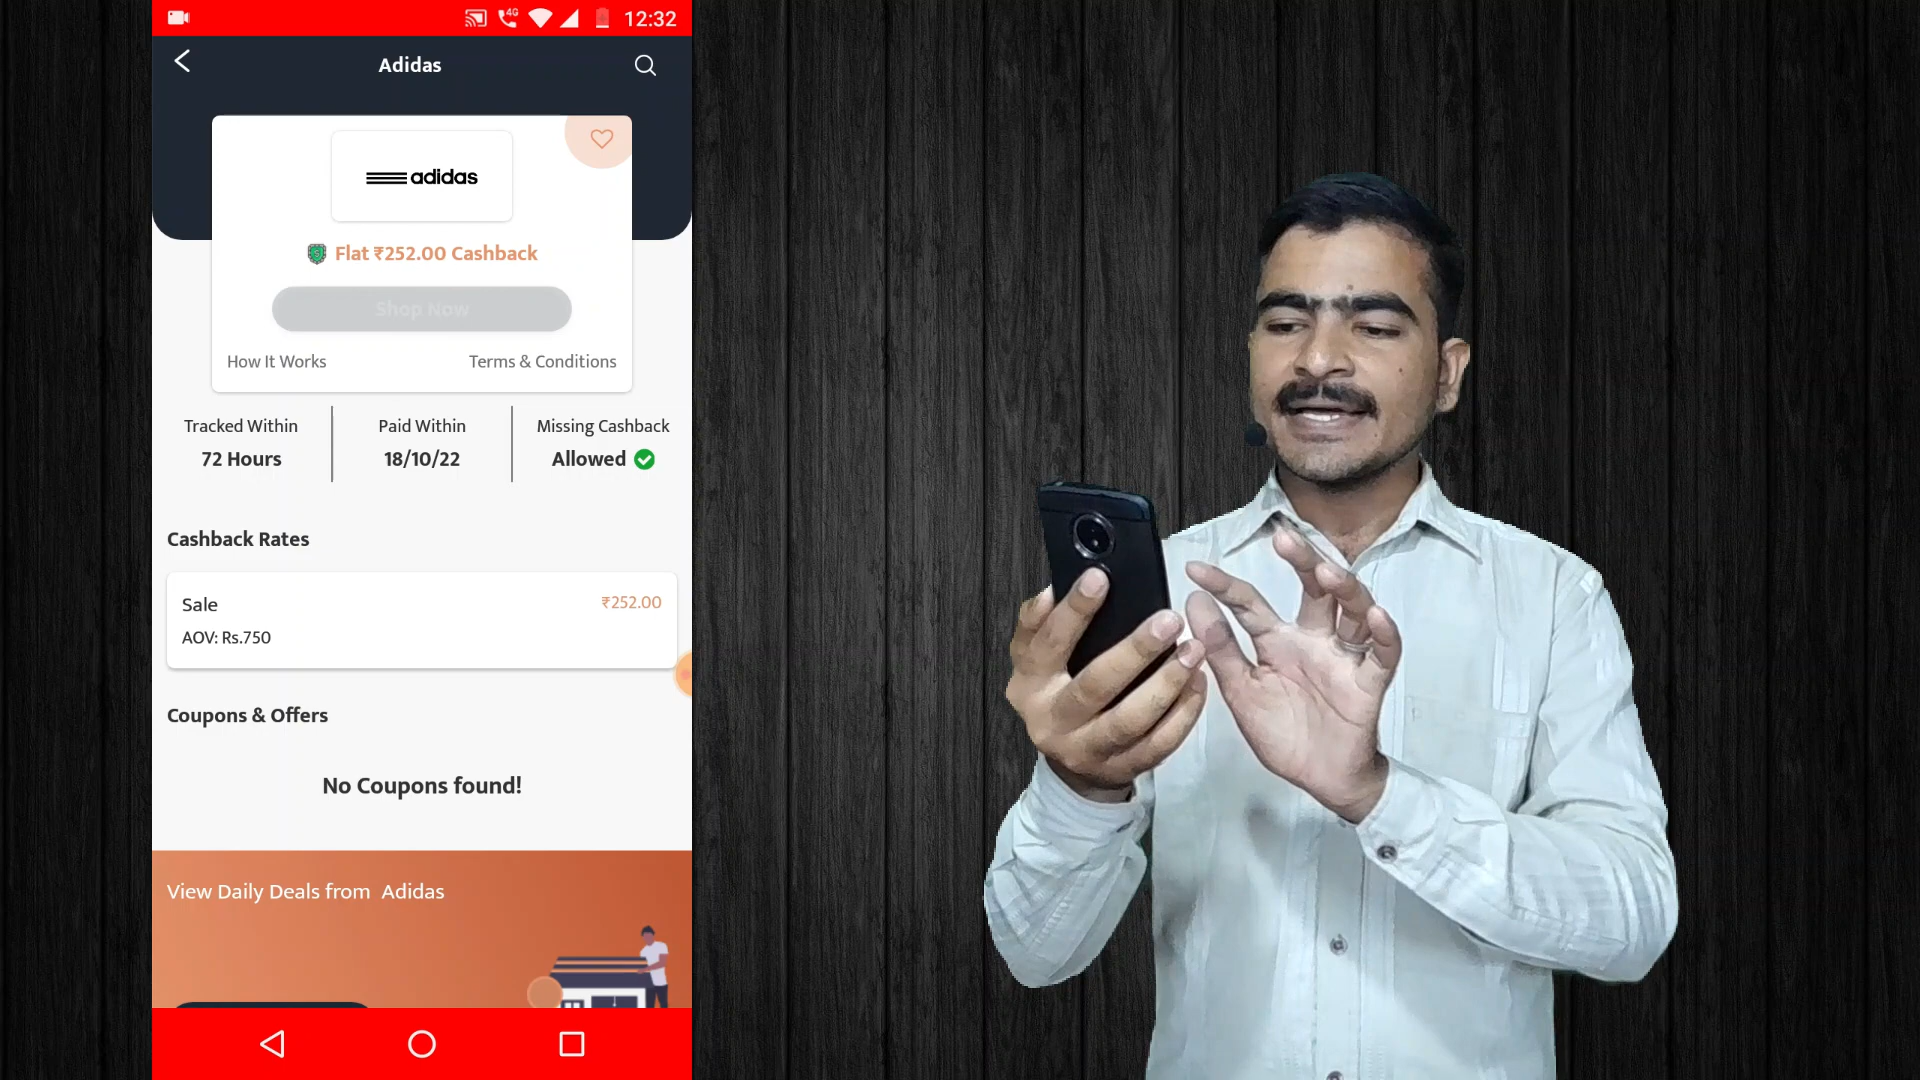 4G 12:32
Adidas
adidas
Flat ₹252.00 Cashback
Shop Now
How It Works Terms & Conditions
Tracked Within Paid Within Missing Cashback
72 Hours 18/10/22 Allowed
Cashback Rates
Sale ₹252.00
AOV: Rs.750
Coupons & Offers
No Coupons found!
View Daily Deals from Adidas